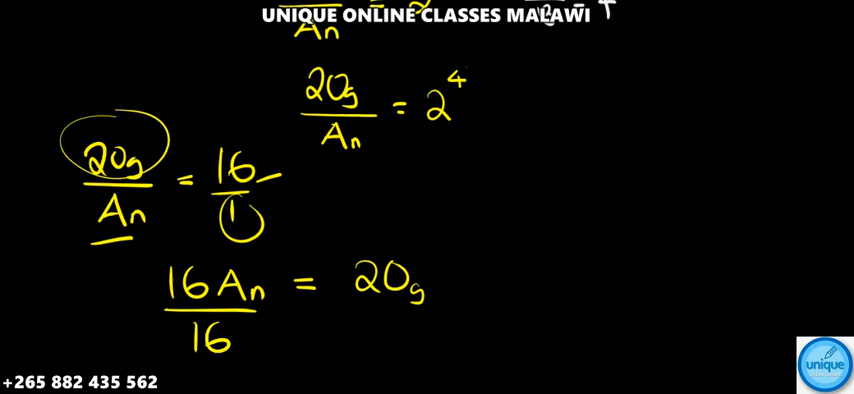 UNIQUE ONLINE CLASSES MALAWI
An
20g/An = 2^4
20g/An = 16/1
16An/16 = 20g
unique
+265 882 435 562